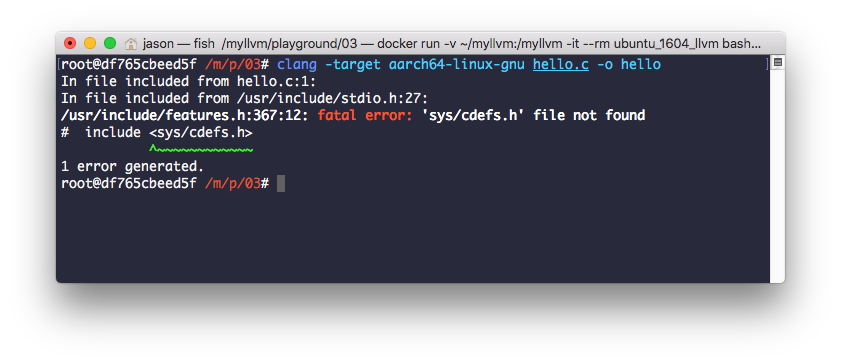 jason — fish /myllvm/playground/03 — docker run -v ~/myllvm:/myllvm -it --rm ubuntu_1604_llvm bash...
[root@df765cbeed5f /m/p/03# clang -target aarch64-linux-gnu hello.c -o hello ]
In file included from hello.c:1:
In file included from /usr/include/stdio.h:27:
/usr/include/features.h:367:12: fatal error: 'sys/cdefs.h' file not found
#  include <sys/cdefs.h>
^~~~~~~~~~~~~
1 error generated.
root@df765cbeed5f /m/p/03#